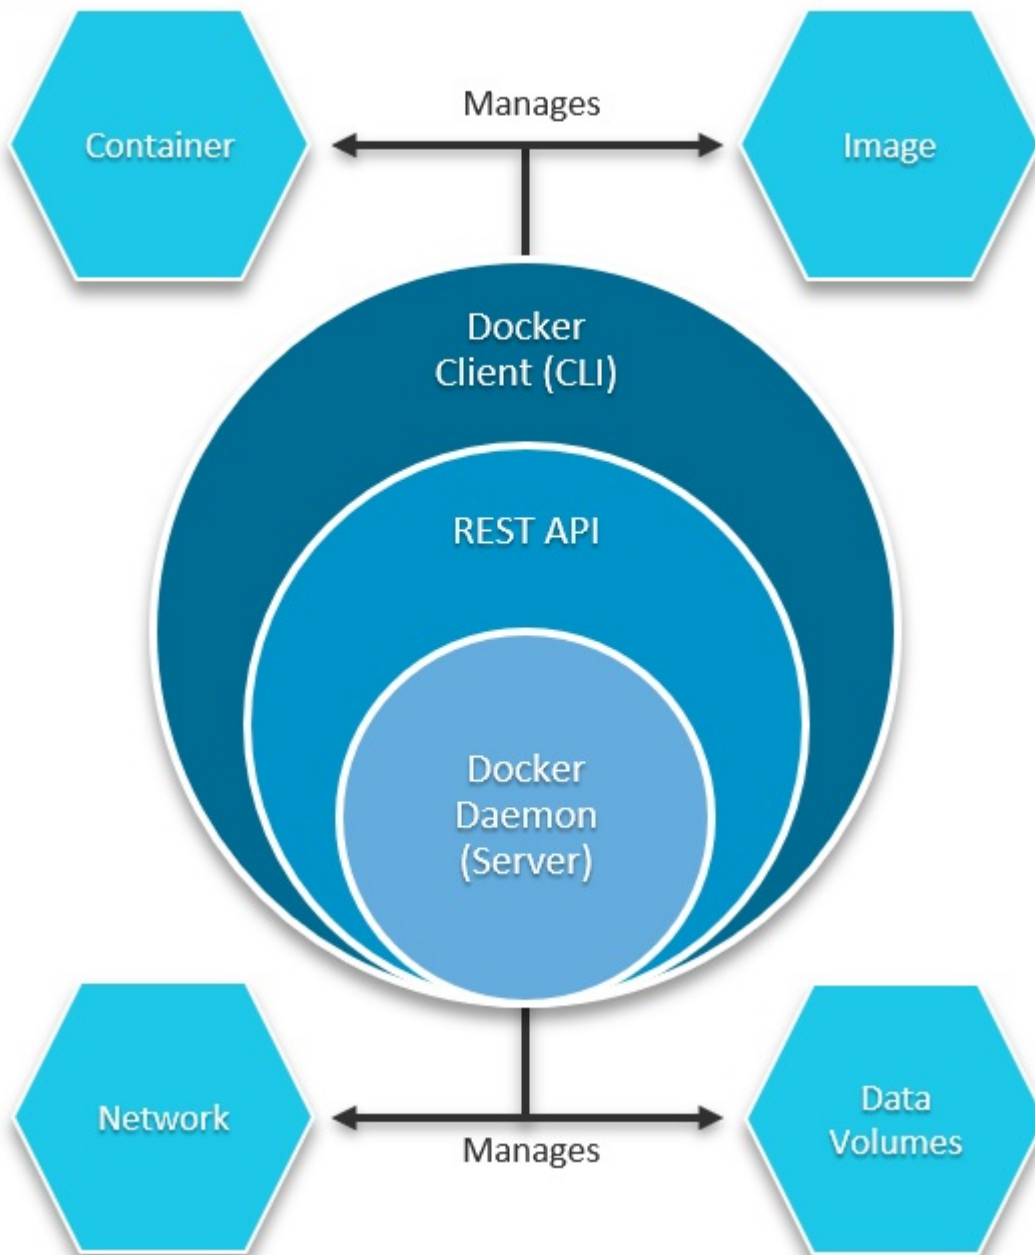 Manages
Container
Image
Docker
Client (CLI)
REST API
Docker
Daemon
(Server)
Network
Data
Volumes
Manages